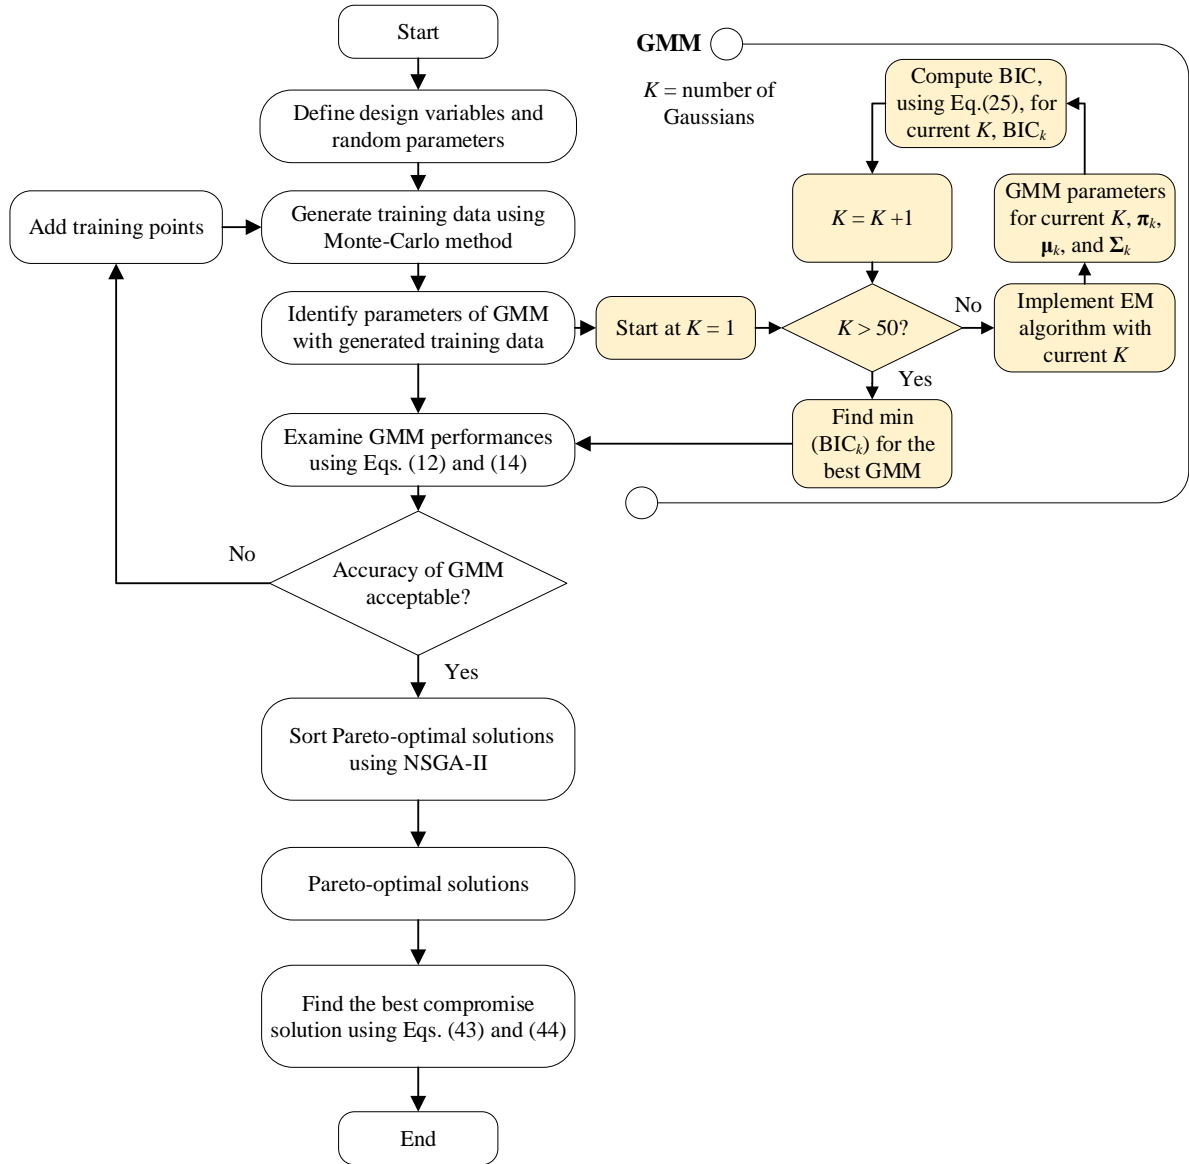 Start
Define design variables and
random parameters
Add training points
Generate training data using
Monte-Carlo method
Identify parameters of GMM
with generated training data
Examine GMM performances
using Eqs. (12) and (14)
No
Accuracy of GMM
acceptable?
Yes
Sort Pareto-optimal solutions
using NSGA-II
Pareto-optimal solutions
Find the best compromise
solution using Eqs. (43) and (44)
End
GMM
K = number of
Gaussians
Compute BIC,
using Eq.(25), for
current K, BICk
K = K +1
GMM parameters
for current K, πk,
μk, and Σk
Start at K = 1
K > 50?
No
Implement EM
algorithm with
current K
Yes
Find min
(BICk) for the
best GMM